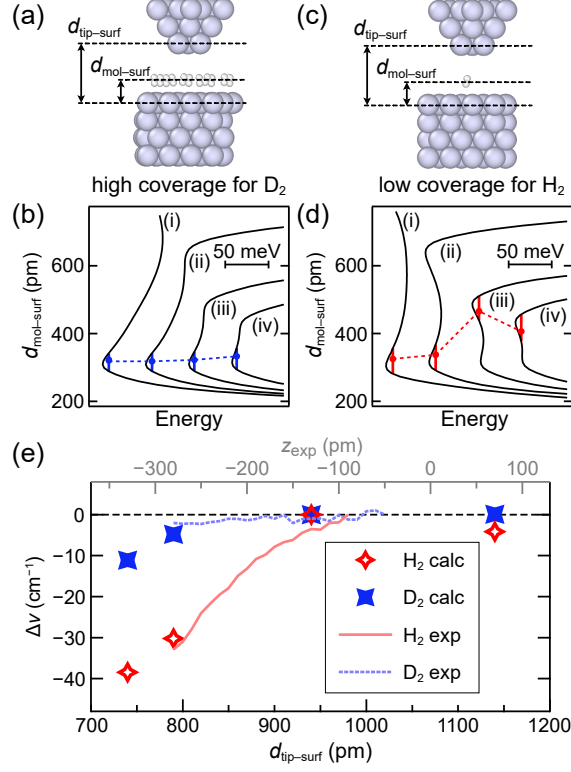 (a)
d_tip–surf
d_mol–surf
high coverage for D₂
(c)
d_tip–surf
d_mol–surf
low coverage for H₂
(b)
d_mol–surf (pm)
600
400
200
(i)
(ii)
(iii)
(iv)
50 meV
Energy
(d)
d_mol–surf (pm)
600
400
200
(i)
(ii)
(iii)
(iv)
50 meV
Energy
(e)
z_exp (pm)
−300 −200 −100 0 100
Δν (cm⁻¹)
0
−10
−20
−30
−40
H₂ calc
D₂ calc
H₂ exp
D₂ exp
700 800 900 1000 1100 1200
d_tip–surf (pm)